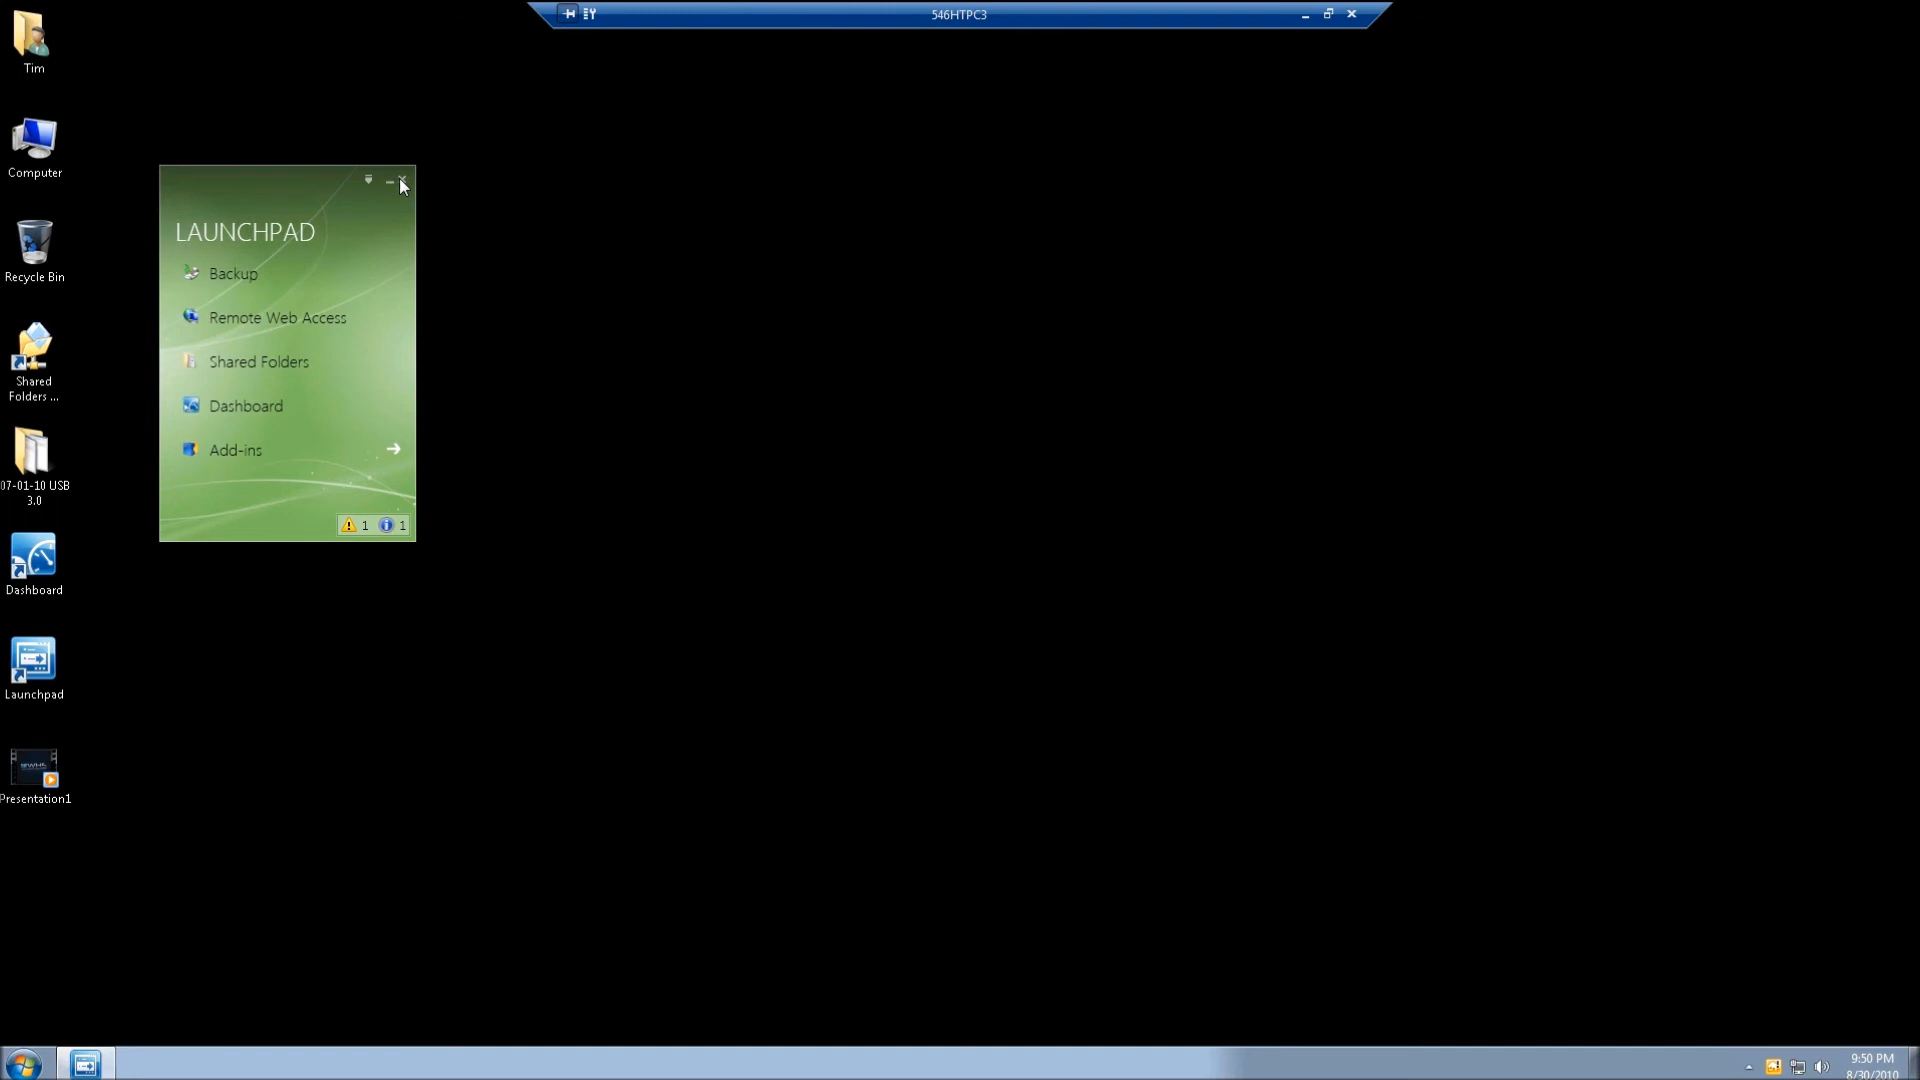 546HTPC3
Tim
Computer
Recycle Bin
Shared
Folders ...
07-01-10 USB
3.0
Dashboard
Launchpad
Presentation1
LAUNCHPAD
Backup
Remote Web Access
Shared Folders
Dashboard
Add-ins
1 1
9:50 PM
8/30/2010